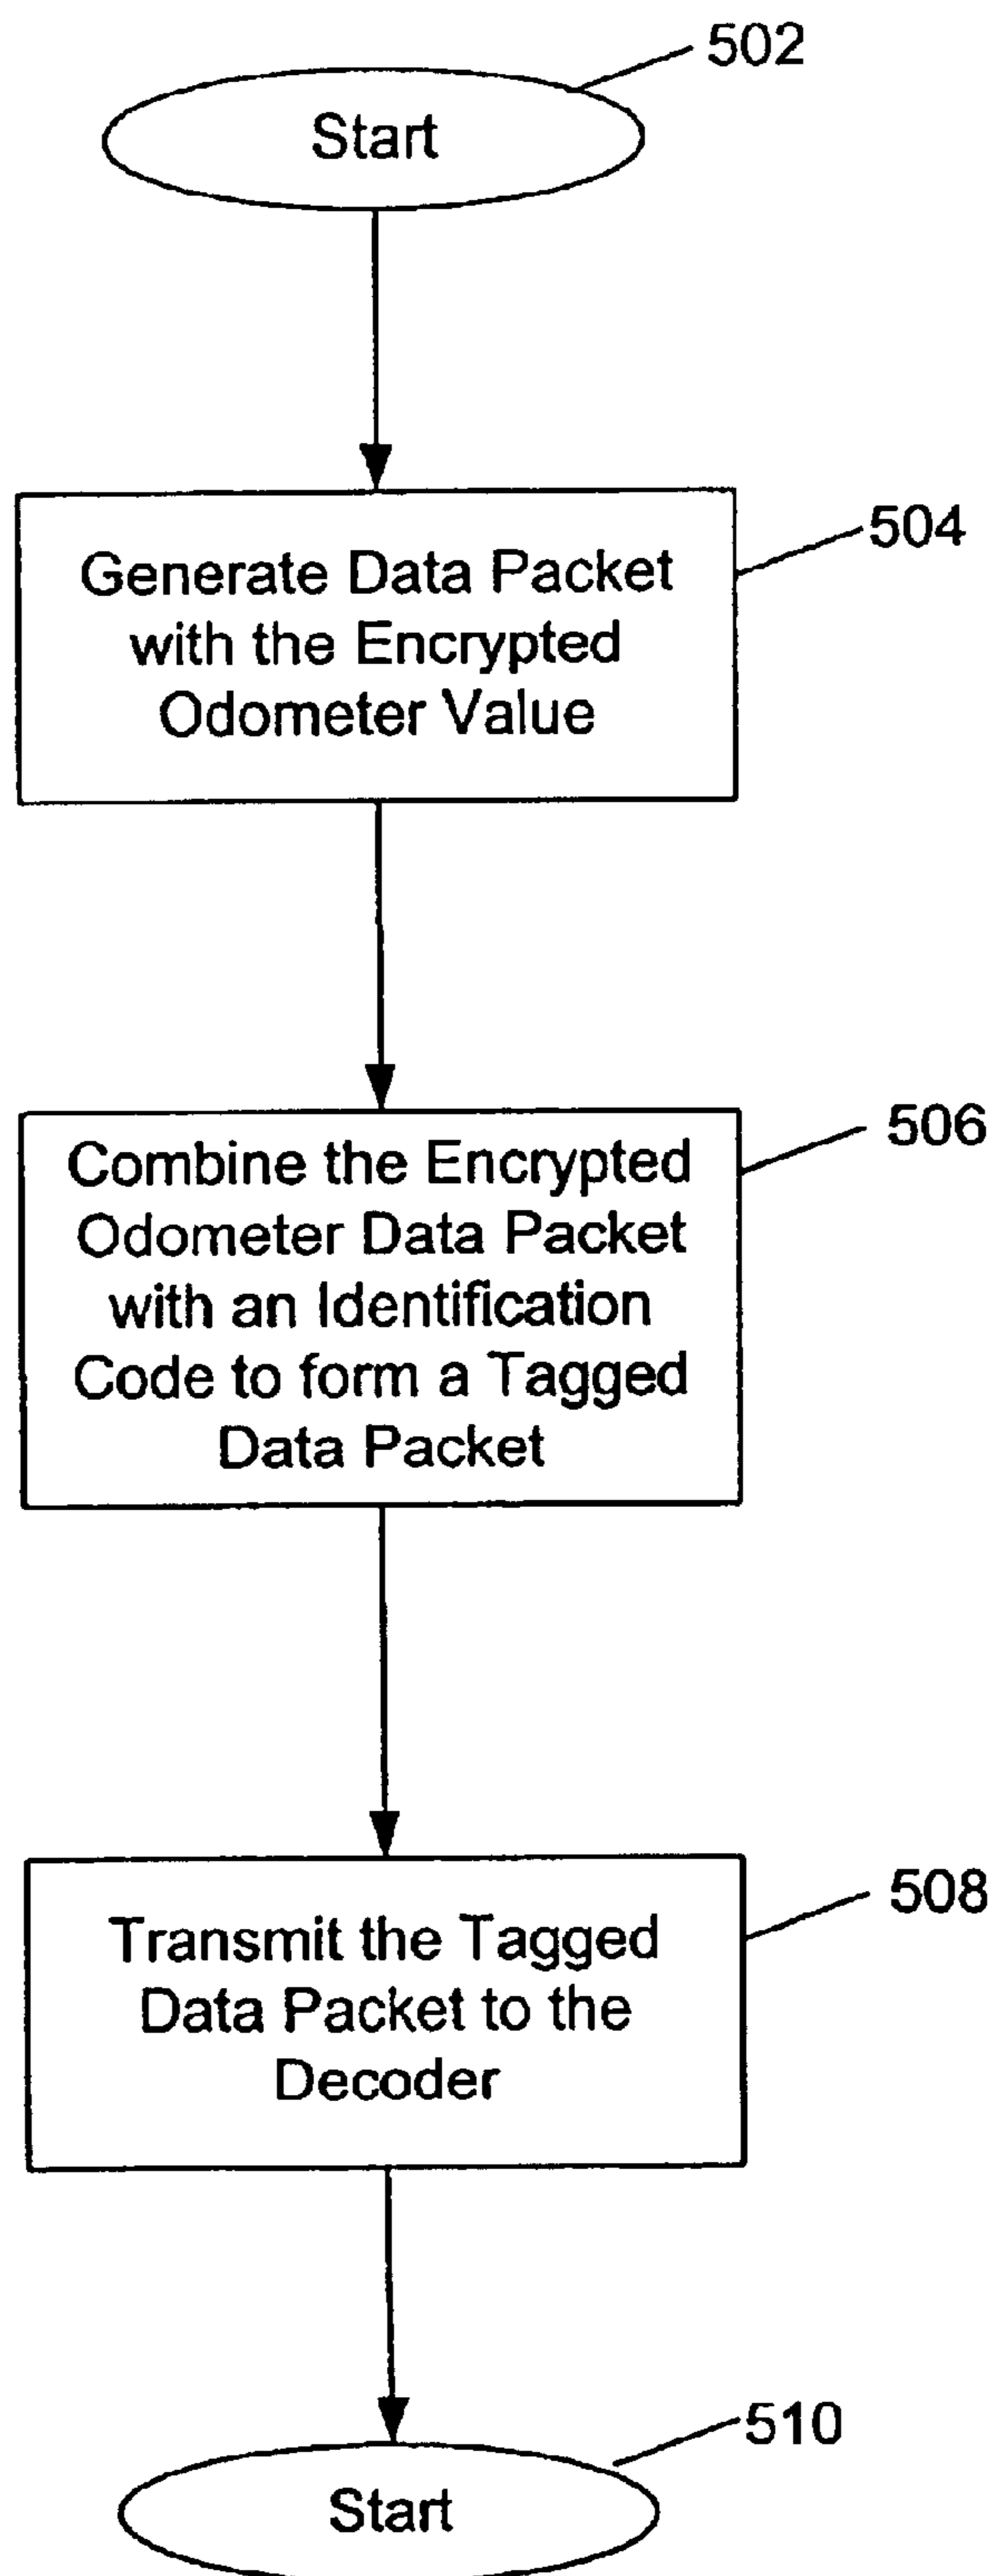 502
Start
504
Generate Data Packet
with the Encrypted
Odometer Value
506
Combine the Encrypted
Odometer Data Packet
with an Identification
Code to form a Tagged
Data Packet
508
Transmit the Tagged
Data Packet to the
Decoder
510
Start